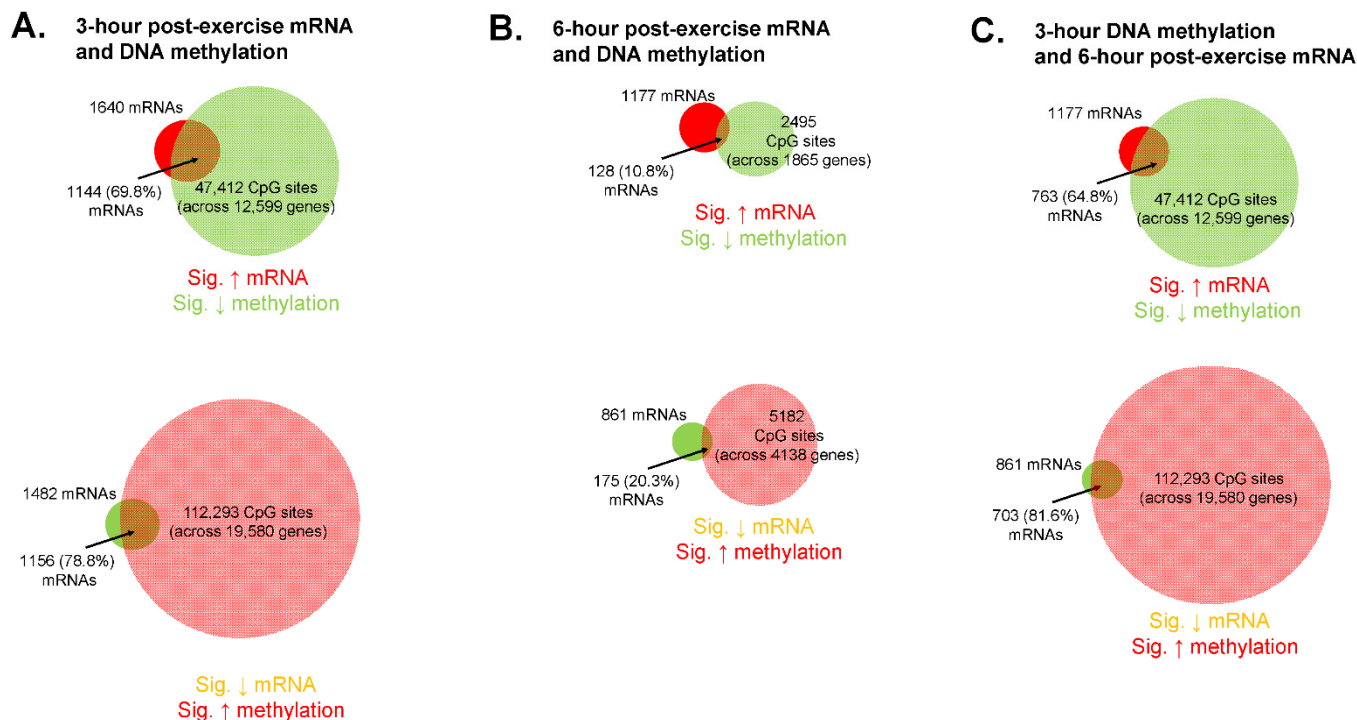 A.
3-hour post-exercise mRNA
and DNA methylation
1640 mRNAs
1144 (69.8%)
mRNAs
47,412 CpG sites
(across 12,599 genes)
Sig. ↑ mRNA
Sig. ↓ methylation
1482 mRNAs
1156 (78.8%)
mRNAs
112,293 CpG sites
(across 19,580 genes)
Sig. ↓ mRNA
Sig. ↑ methylation
B.
6-hour post-exercise mRNA
and DNA methylation
1177 mRNAs
2495
CpG sites
(across 1865 genes)
128 (10.8%)
mRNAs
Sig. ↑ mRNA
Sig. ↓ methylation
861 mRNAs
5182
CpG sites
(across 4138 genes)
175 (20.3%)
mRNAs
Sig. ↓ mRNA
Sig. ↑ methylation
C.
3-hour DNA methylation
and 6-hour post-exercise mRNA
1177 mRNAs
763 (64.8%)
mRNAs
47,412 CpG sites
(across 12,599 genes)
Sig. ↑ mRNA
Sig. ↓ methylation
861 mRNAs
703 (81.6%)
mRNAs
112,293 CpG sites
(across 19,580 genes)
Sig. ↓ mRNA
Sig. ↑ methylation